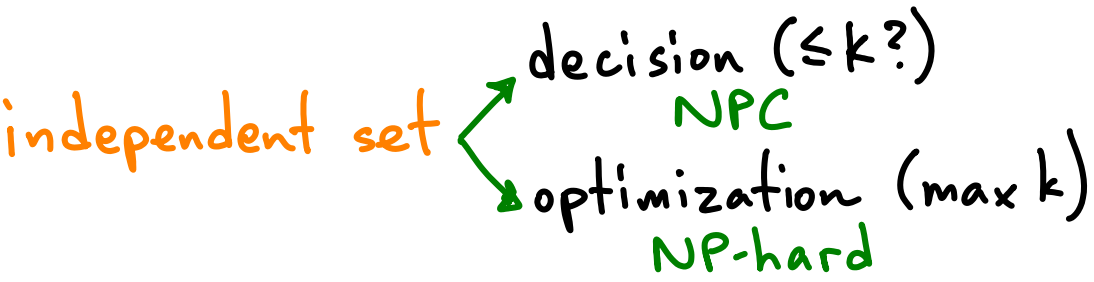 decision (≤k?)
NPC
independent set
optimization (max k)
NP-hard